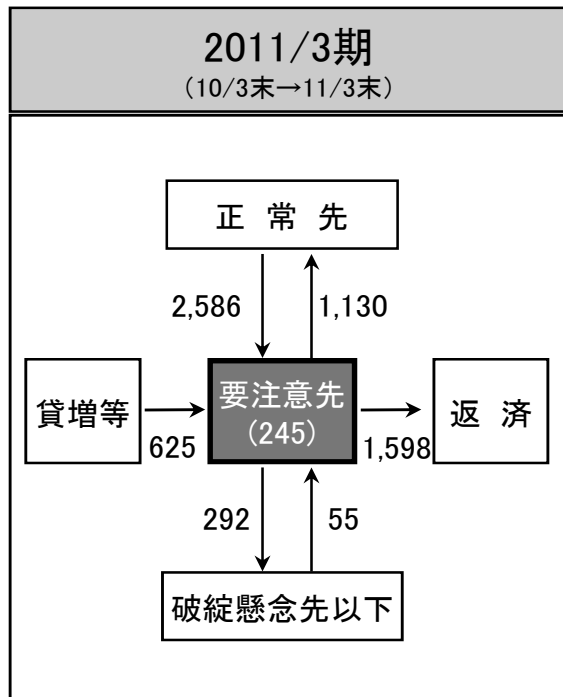 2011/3期
(10/3末→11/3末)
正 常 先
2,586
1,130
貸増等
要注意先
(245)
返 済
625
1,598
292
55
破綻懸念先以下